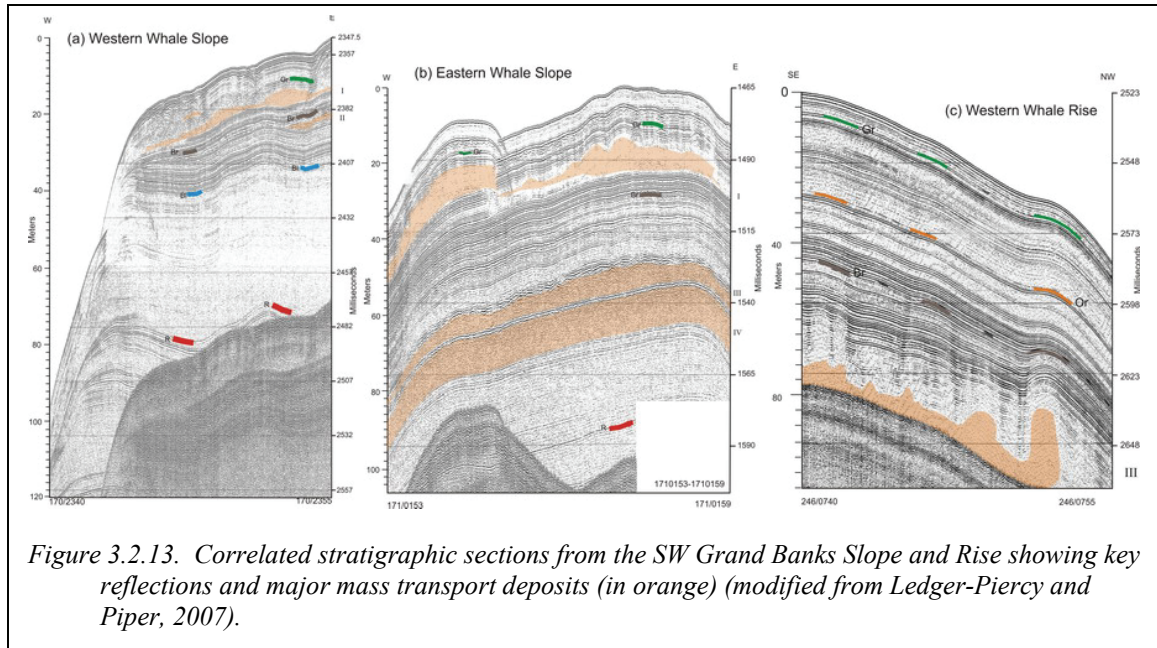 W
E
(a) Western Whale Slope
0
20
40
60
80
100
120
Meters
2347.5
2357
2382
2407
2432
2457
2482
2507
2532
2557
Milliseconds
Gr
I
II
Br
Br
Bl
Bl
R
R
170/2340
170/2355
(b) Eastern Whale Slope
W
E
0
20
40
60
80
100
Meters
1465
1490
1515
1540
1565
1590
Milliseconds
Gr
Gr
Br
I
III
IV
R
1710153-1710159
171/0153
171/0159
SE
NW
(c) Western Whale Rise
0
40
80
Meters
2523
2548
2573
2598
2623
2648
Milliseconds
Gr
Or
Br
III
246/0740
246/0755
Figure 3.2.13. Correlated stratigraphic sections from the SW Grand Banks Slope and Rise showing key
reflections and major mass transport deposits (in orange) (modified from Ledger-Piercy and
Piper, 2007).